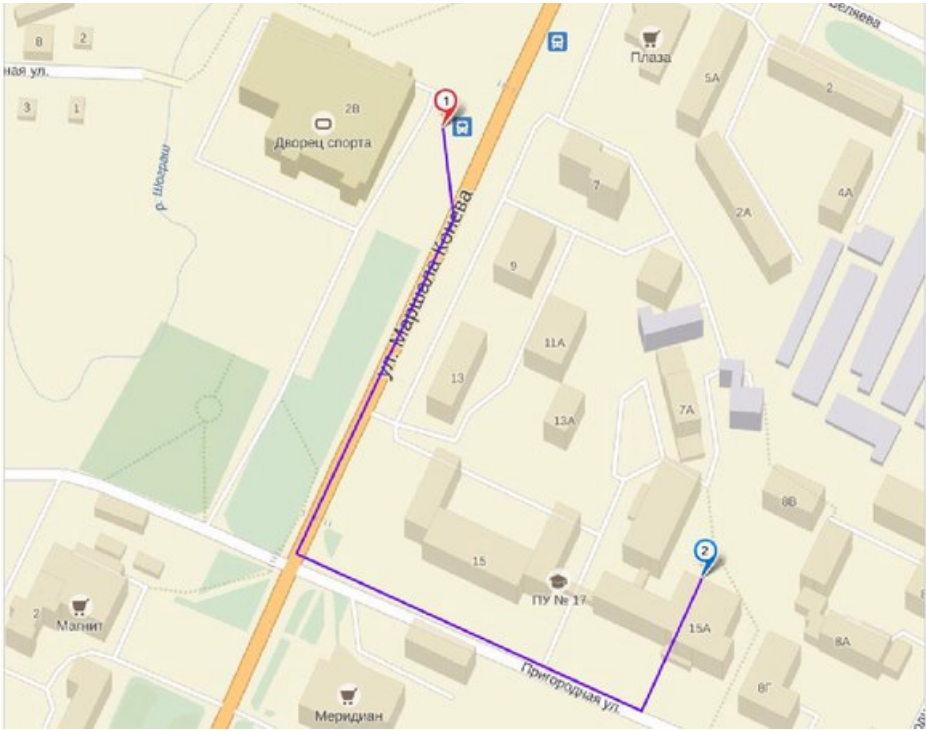 Беляева
8
2
ная ул.
3
1
р. Шограш
2В
Дворец спорта
1
Плаза
5А
2
2А
4А
7
9
ул. Маршала Конева
11А
13
13А
7А
8В
15
ПУ № 17
2
15А
8А
8Г
2
Магнит
Меридиан
Пригородная ул.